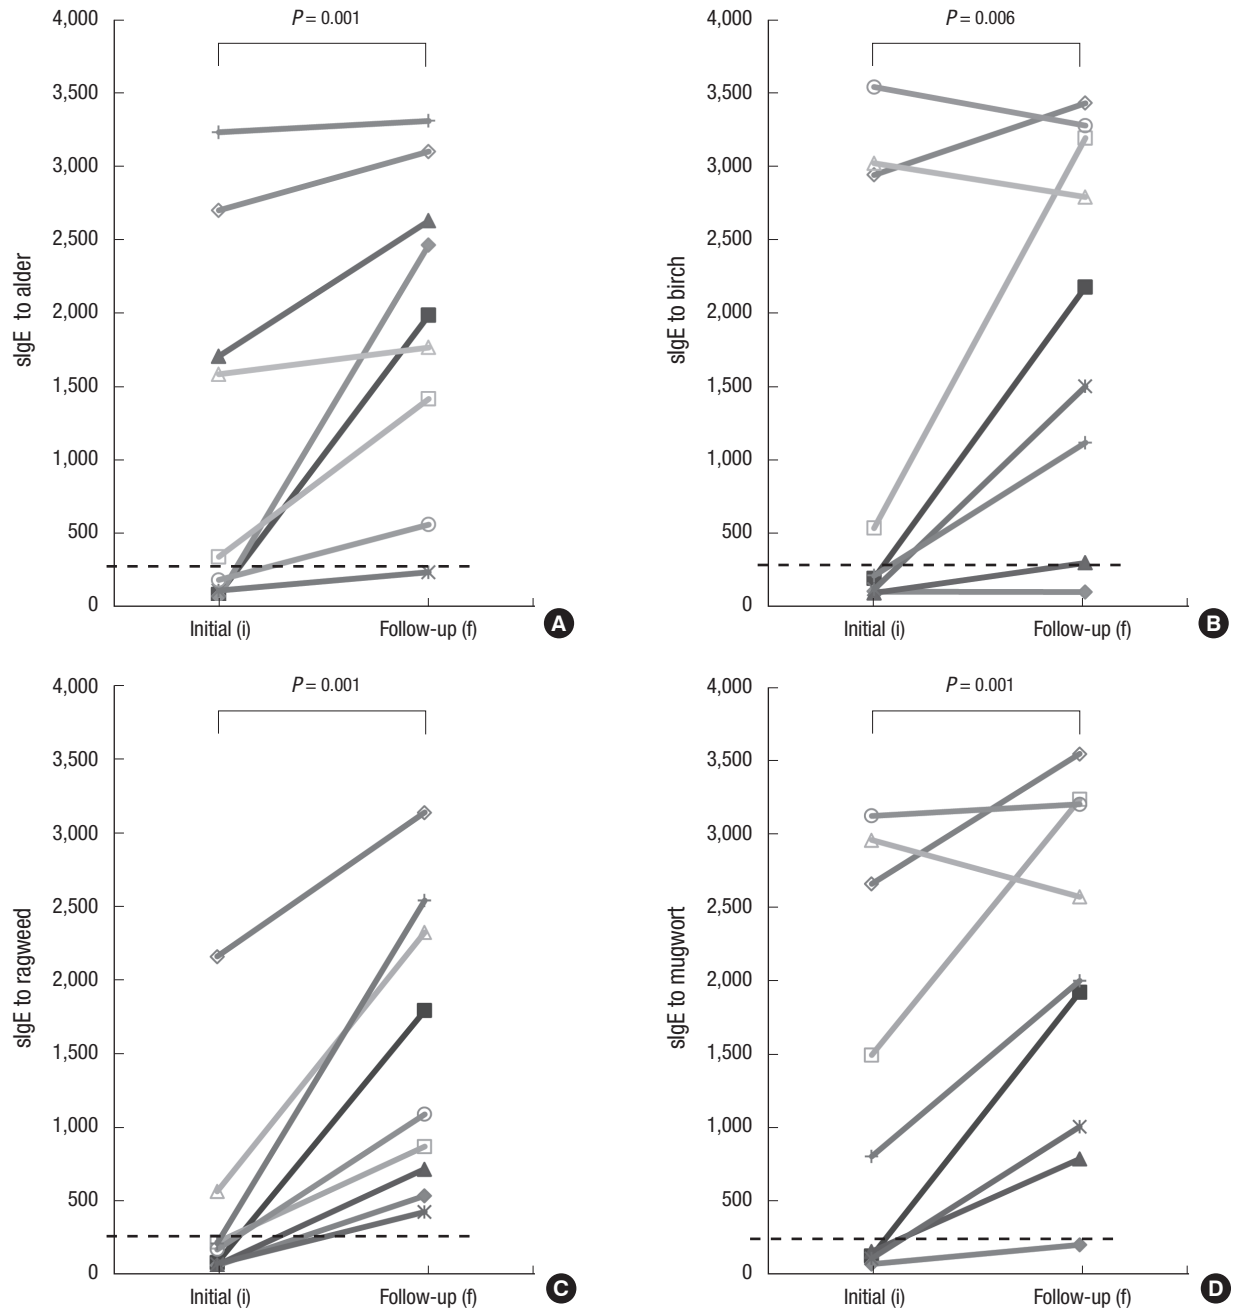 P = 0.001
4,000
3,500
3,000
2,500
2,000
1,500
1,000
500
0
sIgE to alder
Initial (i)
Follow-up (f)
A
P = 0.006
4,000
3,500
3,000
2,500
2,000
1,500
1,000
500
0
sIgE to birch
Initial (i)
Follow-up (f)
B
P = 0.001
4,000
3,500
3,000
2,500
2,000
1,500
1,000
500
0
sIgE to ragweed
Initial (i)
Follow-up (f)
C
P = 0.001
4,000
3,500
3,000
2,500
2,000
1,500
1,000
500
0
sIgE to mugwort
Initial (i)
Follow-up (f)
D